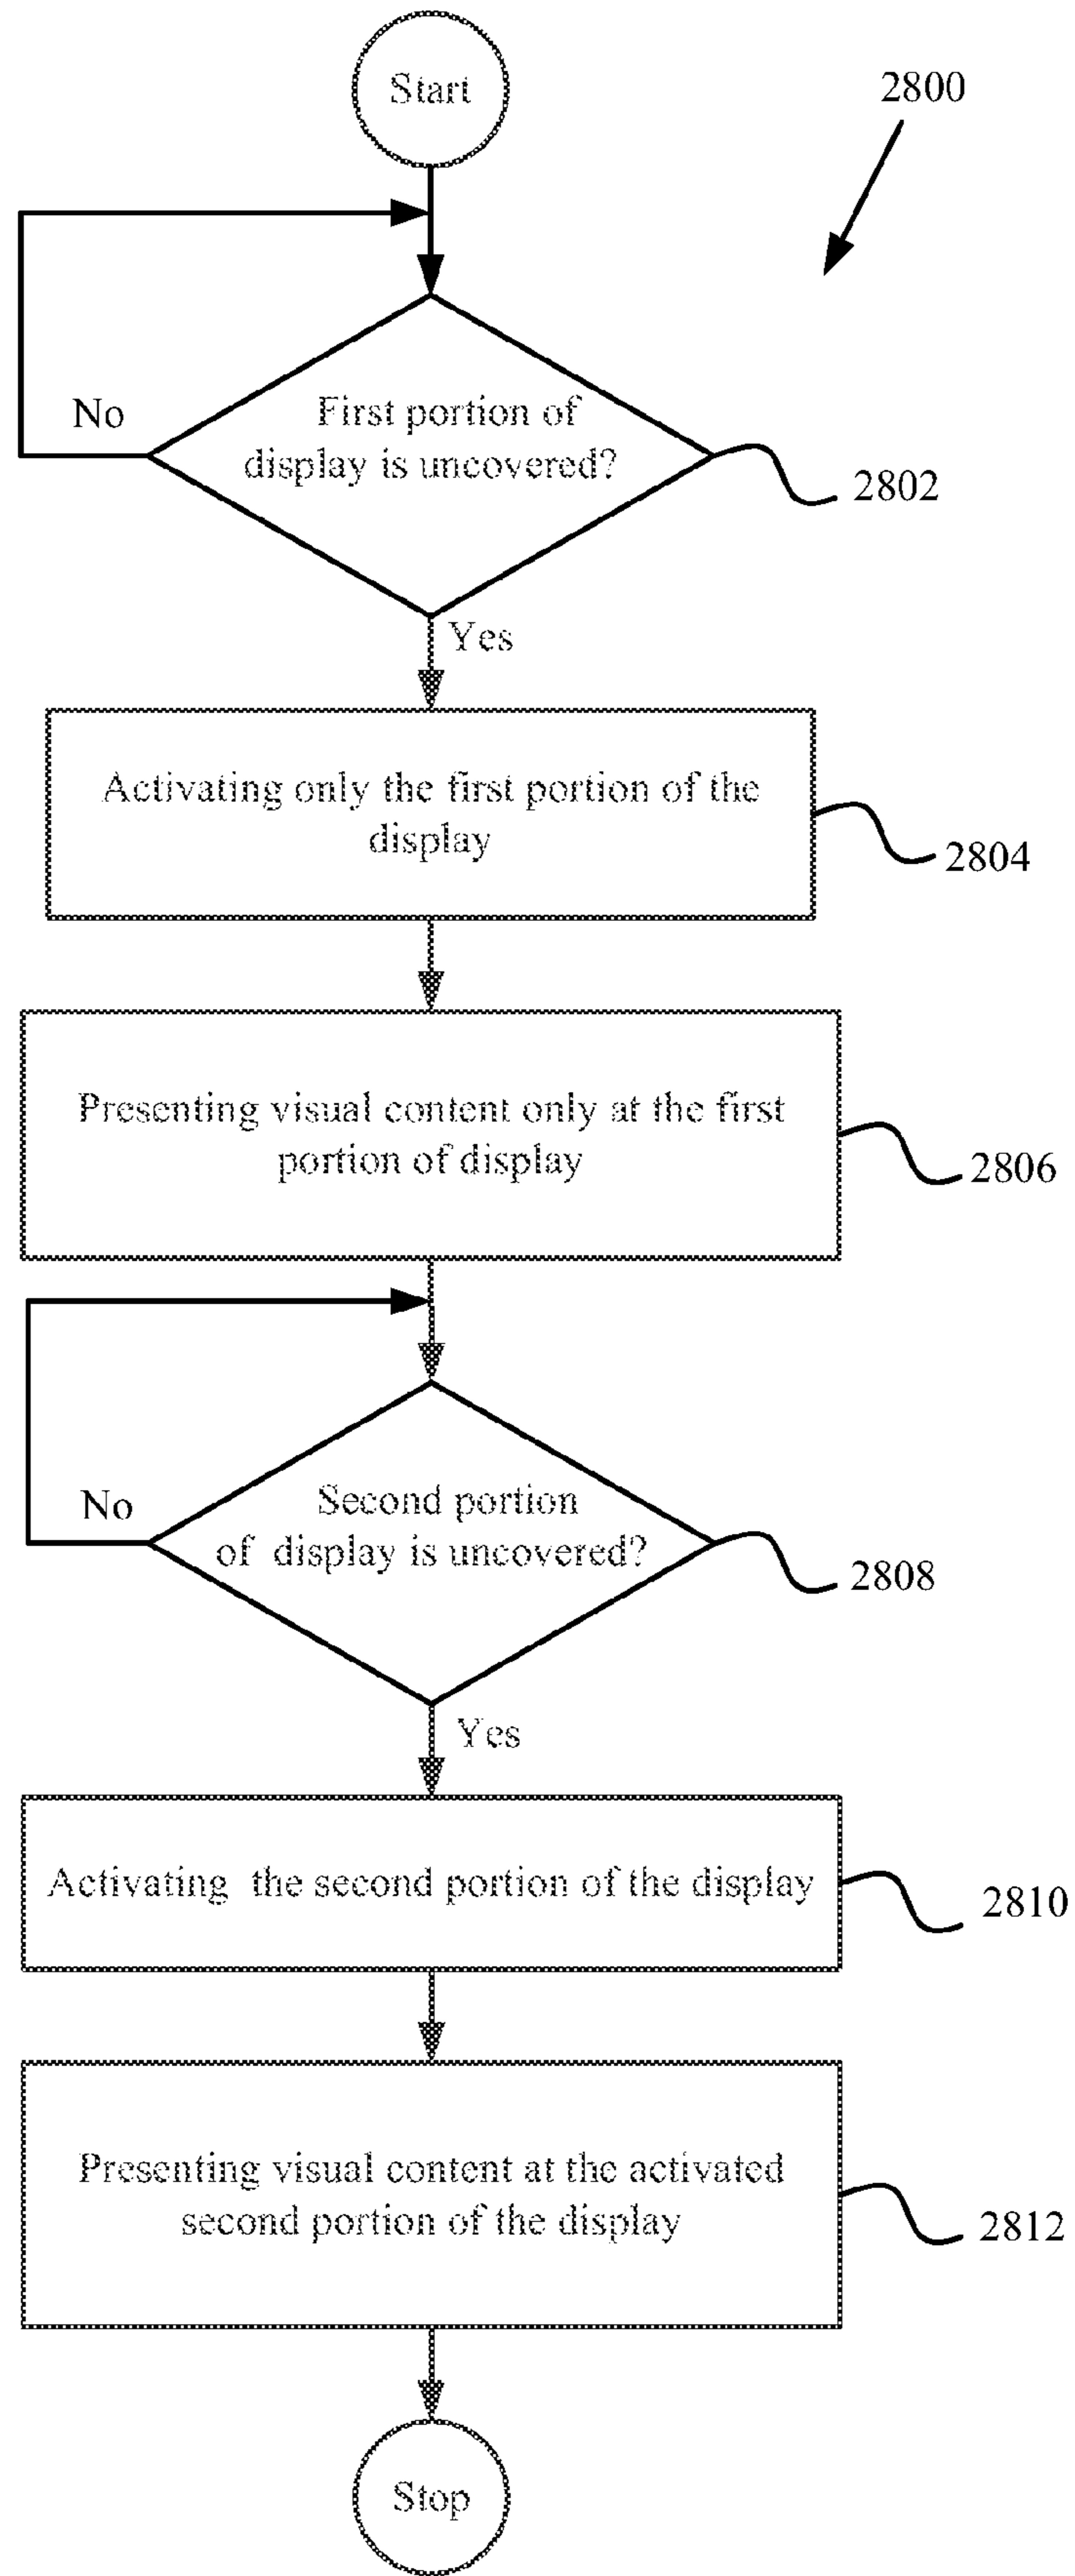 Start
2800
No
First portion of
display is uncovered?
2802
Yes
Activating only the first portion of the
display
2804
Presenting visual content only at the first
portion of display
2806
No
Second portion
of display is uncovered?
2808
Yes
Activating the second portion of the display
2810
Presenting visual content at the activated
second portion of the display
2812
Stop